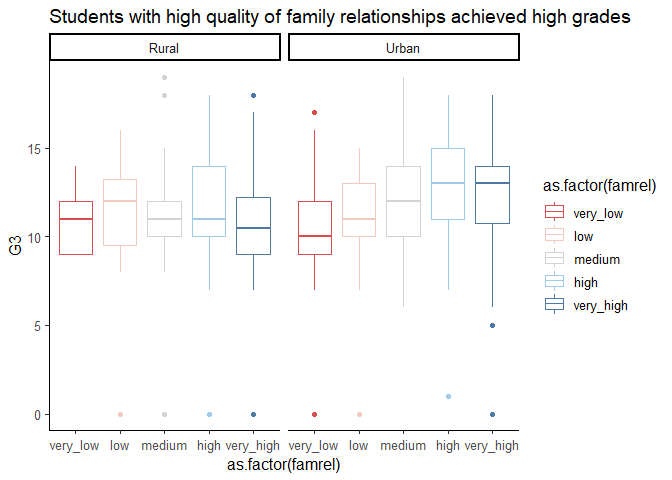 Students with high quality of family relationships achieved high grades
Rural
Urban
G3
15
10
5
0
very_low low medium high very_high
very_low low medium high very_high
as.factor(famrel)
as.factor(famrel)
very_low
low
medium
high
very_high